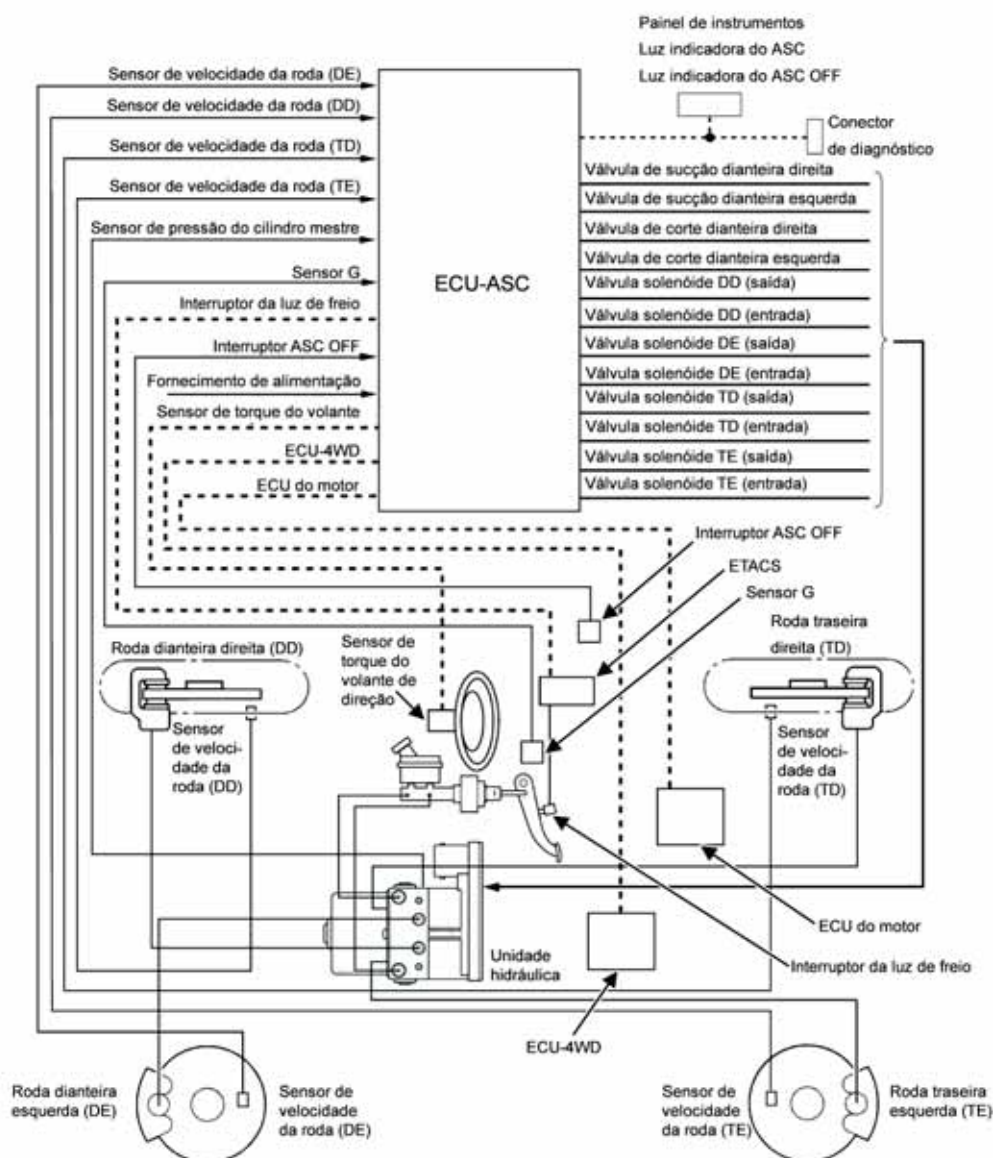 Painel de instrumentos
Luz indicadora do ASC
Luz indicadora do ASC OFF
Conector
de diagnóstico
Sensor de velocidade da roda (DE)
Sensor de velocidade da roda (DD)
Sensor de velocidade da roda (TD)
Sensor de velocidade da roda (TE)
Sensor de pressão do cilindro mestre
Sensor G
Interruptor da luz de freio
Interruptor ASC OFF
Fornecimento de alimentação
Sensor de torque do volante
ECU-4WD
ECU do motor
ECU-ASC
Válvula de sucção dianteira direita
Válvula de sucção dianteira esquerda
Válvula de corte dianteira direita
Válvula de corte dianteira esquerda
Válvula solenóide DD (saída)
Válvula solenóide DD (entrada)
Válvula solenóide DE (saída)
Válvula solenóide DE (entrada)
Válvula solenóide TD (saída)
Válvula solenóide TD (entrada)
Válvula solenóide TE (saída)
Válvula solenóide TE (entrada)
Interruptor ASC OFF
ETACS
Sensor G
Roda dianteira direita (DD)
Sensor de
torque do
volante de
direção
Roda traseira
direita (TD)
Sensor
de veloci-
dade da
roda (DD)
Sensor
de veloci-
dade da
roda (TD)
ECU do motor
Unidade
hidráulica
Interruptor da luz de freio
ECU-4WD
Roda dianteira
esquerda (DE)
Sensor de
velocidade
da roda (DE)
Sensor de
velocidade
da roda (TE)
Roda traseira
esquerda (TE)